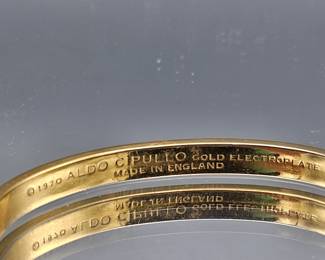 © 1970 ALDO CIPULLO GOLD ELECTROPLATE
MADE IN ENGLAND